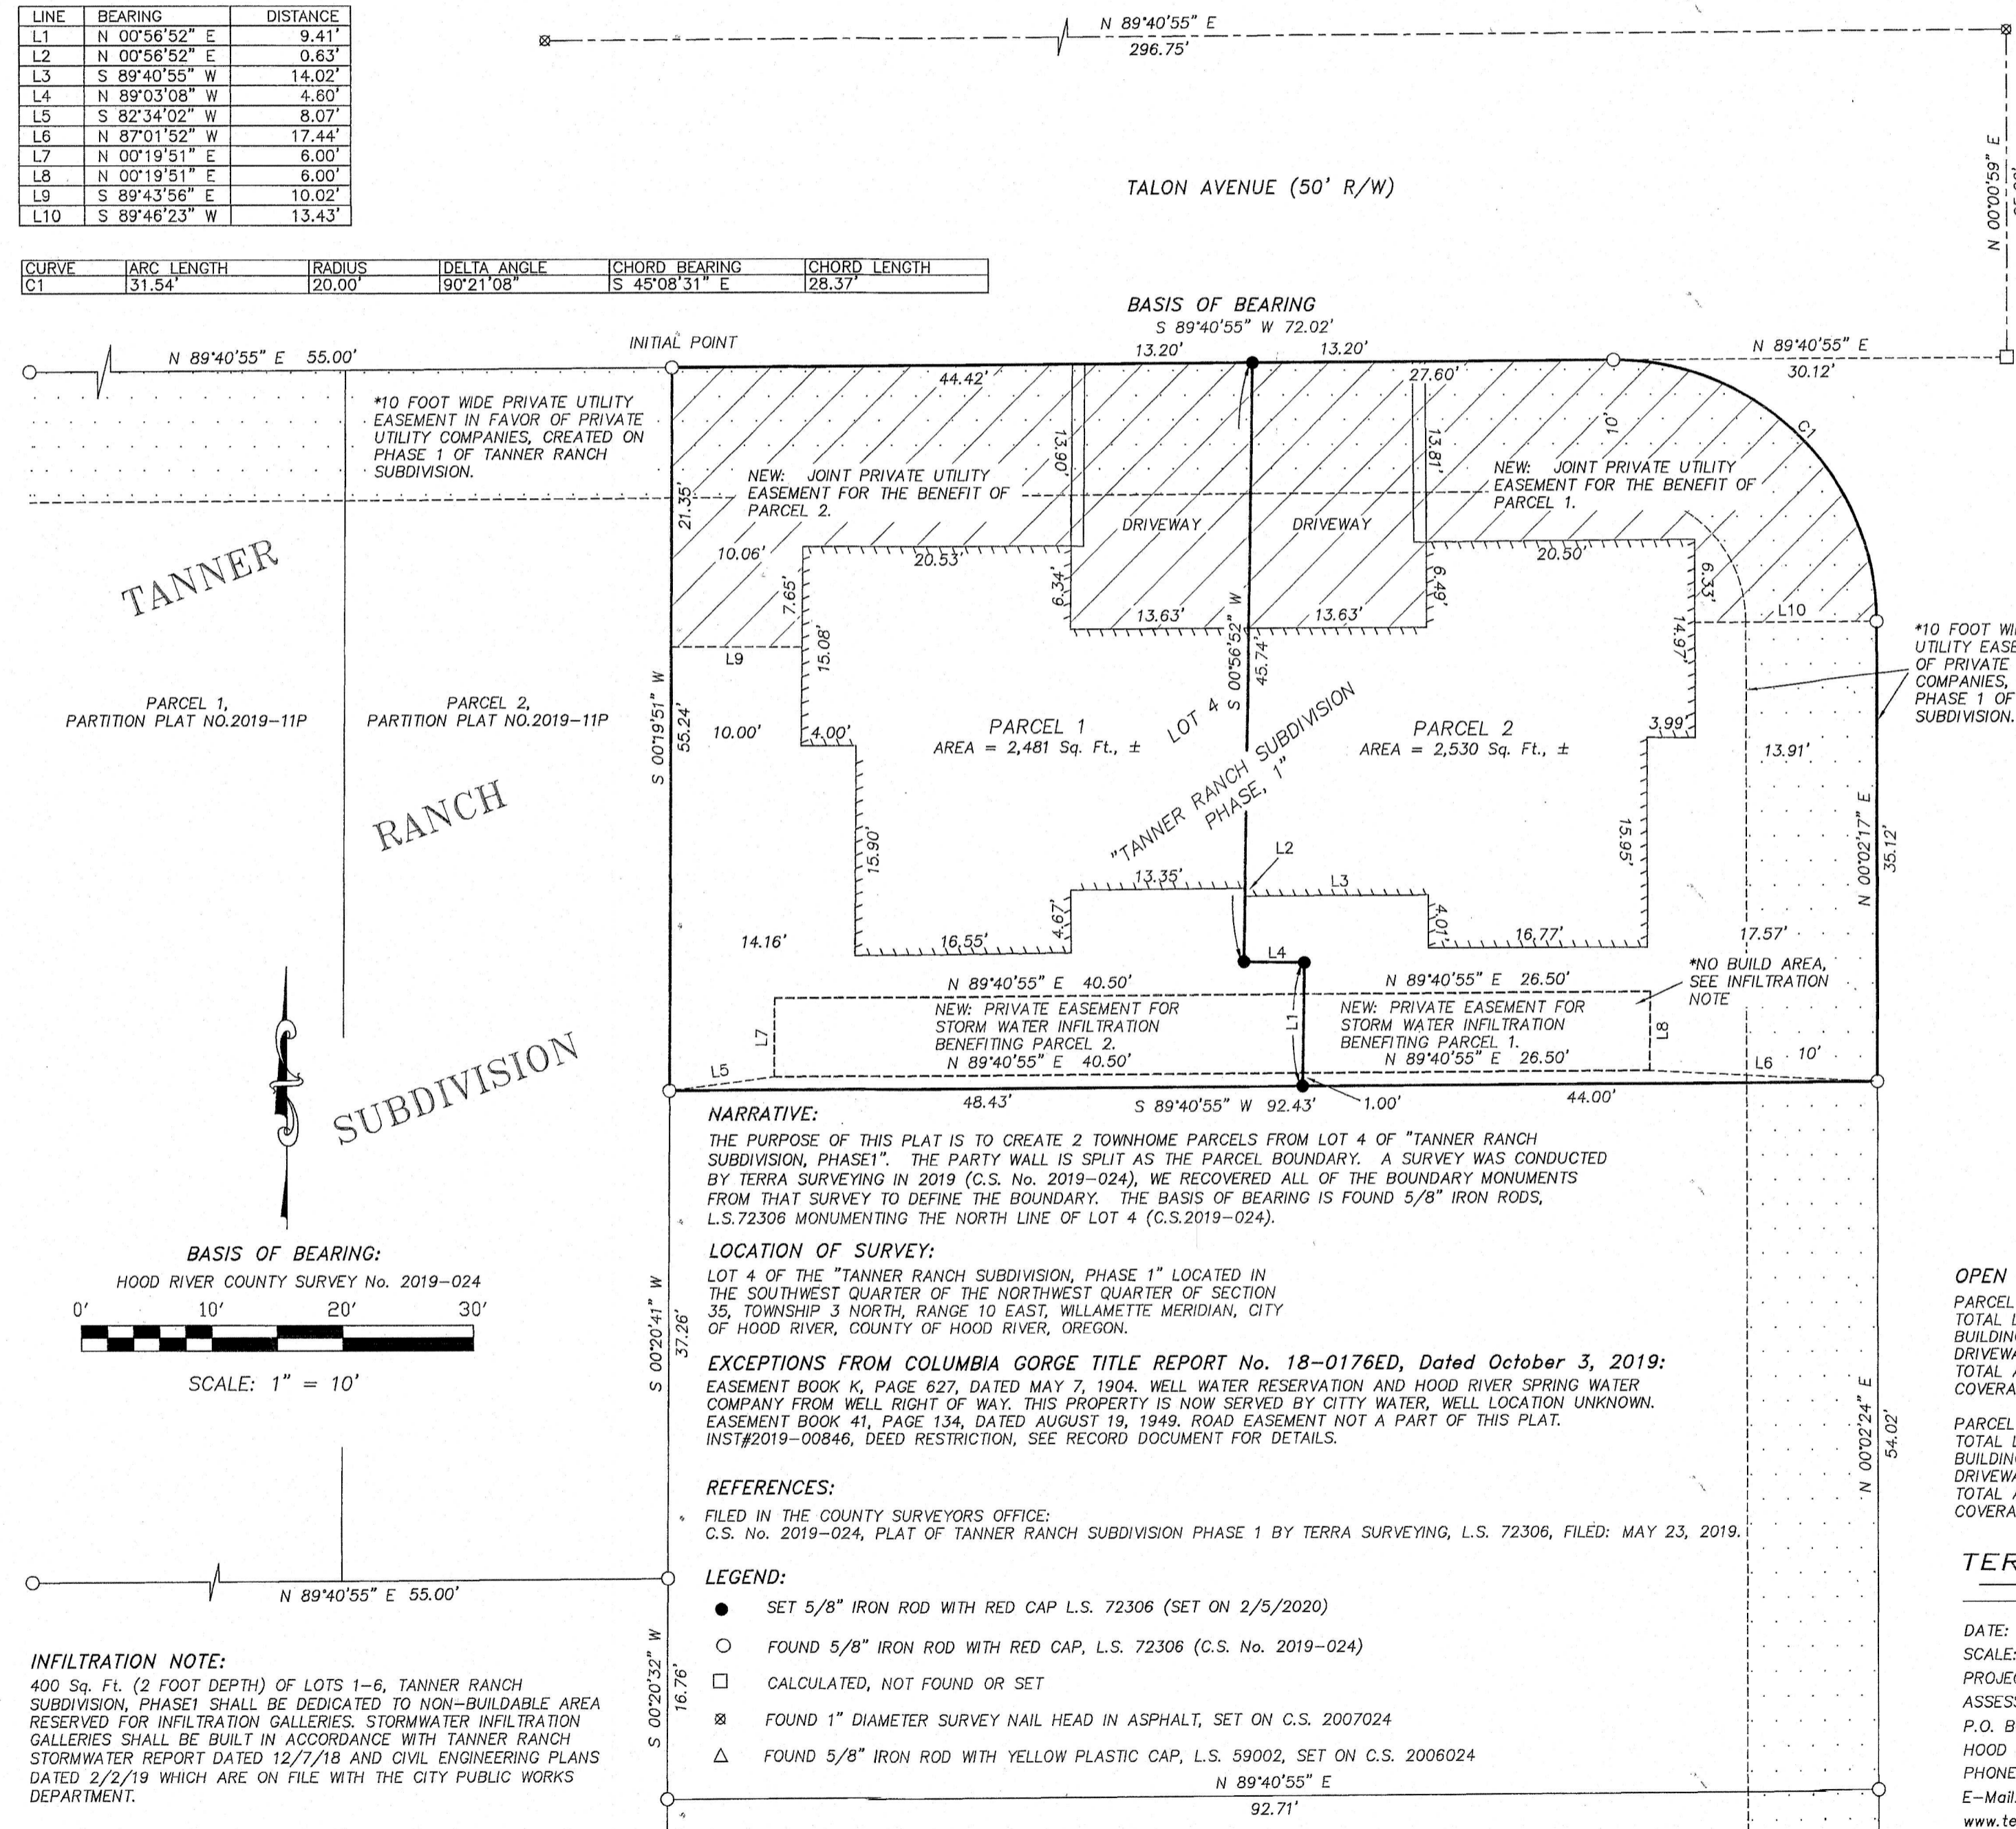 LINE BEARING DISTANCE
L1 N 00°56'52" E 9.41'
L2 N 00°56'52" E 0.63'
L3 S 89°40'55" W 14.02'
L4 N 89°03'08" W 4.60'
L5 S 82°34'02" W 8.07'
L6 N 87°01'52" W 17.44'
L7 N 00°19'51" E 6.00'
L8 N 00°19'51" E 6.00'
L9 S 89°43'56" E 10.02'
L10 S 89°46'23" W 13.43'
CURVE ARC LENGTH RADIUS DELTA ANGLE CHORD BEARING CHORD LENGTH
C1 31.54' 20.00' 90°21'08" S 45°08'31" E 28.37'
N 89°40'55" E
296.75'
N 00°00'59" E
TALON AVENUE (50' R/W)
BASIS OF BEARING
S 89°40'55" W 72.02'
INITIAL POINT
N 89°40'55" E 55.00'
13.20'
13.20'
N 89°40'55" E
30.12'
44.42'
27.60'
*10 FOOT WIDE PRIVATE UTILITY
EASEMENT IN FAVOR OF PRIVATE
UTILITY COMPANIES, CREATED ON
PHASE 1 OF TANNER RANCH
SUBDIVISION.
C1
10'
13.90'
13.81'
NEW: JOINT PRIVATE UTILITY
EASEMENT FOR THE BENEFIT OF
PARCEL 2.
NEW: JOINT PRIVATE UTILITY
EASEMENT FOR THE BENEFIT OF
PARCEL 1.
21.35'
DRIVEWAY
DRIVEWAY
10.06'
20.53'
20.50'
6.34'
6.49'
6.33'
7.65'
13.63'
13.63'
L10
L9
15.08'
14.97'
S 00°56'52" W
45.74'
*10 FOOT WI
UTILITY EASE
OF PRIVATE
COMPANIES,
PHASE 1 OF
SUBDIVISION.
TANNER
RANCH
SUBDIVISION
PARCEL 1,
PARTITION PLAT NO.2019-11P
PARCEL 2,
PARTITION PLAT NO.2019-11P
S 00°19'51" W
55.24'
10.00'
4.00'
PARCEL 1
AREA = 2,481 Sq. Ft., ±
LOT 4
"TANNER RANCH SUBDIVISION
PHASE, 1"
PARCEL 2
AREA = 2,530 Sq. Ft., ±
3.99'
13.91'
N 00°02'17" E
35.12'
15.90'
15.95'
L2
13.35'
L3
4.67'
4.01'
14.16'
16.55'
16.77'
17.57'
L4
*NO BUILD AREA,
SEE INFILTRATION
NOTE
N 89°40'55" E 40.50'
NEW: PRIVATE EASEMENT FOR
STORM WATER INFILTRATION
BENEFITING PARCEL 2.
N 89°40'55" E 40.50'
N 89°40'55" E 26.50'
NEW: PRIVATE EASEMENT FOR
STORM WATER INFILTRATION
BENEFITING PARCEL 1.
N 89°40'55" E 26.50'
L7
L1
L8
L5
L6
10'
48.43'
S 89°40'55" W 92.43'
1.00'
44.00'
NARRATIVE:
THE PURPOSE OF THIS PLAT IS TO CREATE 2 TOWNHOME PARCELS FROM LOT 4 OF "TANNER RANCH
SUBDIVISION, PHASE1". THE PARTY WALL IS SPLIT AS THE PARCEL BOUNDARY. A SURVEY WAS CONDUCTED
BY TERRA SURVEYING IN 2019 (C.S. No. 2019-024), WE RECOVERED ALL OF THE BOUNDARY MONUMENTS
FROM THAT SURVEY TO DEFINE THE BOUNDARY. THE BASIS OF BEARING IS FOUND 5/8" IRON RODS,
L.S.72306 MONUMENTING THE NORTH LINE OF LOT 4 (C.S.2019-024).
LOCATION OF SURVEY:
LOT 4 OF THE "TANNER RANCH SUBDIVISION, PHASE 1" LOCATED IN
THE SOUTHWEST QUARTER OF THE NORTHWEST QUARTER OF SECTION
35, TOWNSHIP 3 NORTH, RANGE 10 EAST, WILLAMETTE MERIDIAN, CITY
OF HOOD RIVER, COUNTY OF HOOD RIVER, OREGON.
EXCEPTIONS FROM COLUMBIA GORGE TITLE REPORT No. 18-0176ED, Dated October 3, 2019:
EASEMENT BOOK K, PAGE 627, DATED MAY 7, 1904. WELL WATER RESERVATION AND HOOD RIVER SPRING WATER
COMPANY FROM WELL RIGHT OF WAY. THIS PROPERTY IS NOW SERVED BY CITTY WATER, WELL LOCATION UNKNOWN.
EASEMENT BOOK 41, PAGE 134, DATED AUGUST 19, 1949. ROAD EASEMENT NOT A PART OF THIS PLAT.
INST#2019-00846, DEED RESTRICTION, SEE RECORD DOCUMENT FOR DETAILS.
REFERENCES:
FILED IN THE COUNTY SURVEYORS OFFICE:
C.S. No. 2019-024, PLAT OF TANNER RANCH SUBDIVISION PHASE 1 BY TERRA SURVEYING, L.S. 72306, FILED: MAY 23, 2019.
LEGEND:
SET 5/8" IRON ROD WITH RED CAP L.S. 72306 (SET ON 2/5/2020)
FOUND 5/8" IRON ROD WITH RED CAP, L.S. 72306 (C.S. No. 2019-024)
CALCULATED, NOT FOUND OR SET
FOUND 1" DIAMETER SURVEY NAIL HEAD IN ASPHALT, SET ON C.S. 2007024
FOUND 5/8" IRON ROD WITH YELLOW PLASTIC CAP, L.S. 59002, SET ON C.S. 2006024
N 89°40'55" E
92.71'
BASIS OF BEARING:
HOOD RIVER COUNTY SURVEY No. 2019-024
0' 10' 20' 30'
SCALE: 1" = 10'
S 00°20'41" W
37.26'
N 00°02'24" E
54.02'
N 89°40'55" E 55.00'
S 00°20'32" W
16.76'
INFILTRATION NOTE:
400 Sq. Ft. (2 FOOT DEPTH) OF LOTS 1-6, TANNER RANCH
SUBDIVISION, PHASE1 SHALL BE DEDICATED TO NON-BUILDABLE AREA
RESERVED FOR INFILTRATION GALLERIES. STORMWATER INFILTRATION
GALLERIES SHALL BE BUILT IN ACCORDANCE WITH TANNER RANCH
STORMWATER REPORT DATED 12/7/18 AND CIVIL ENGINEERING PLANS
DATED 2/2/19 WHICH ARE ON FILE WITH THE CITY PUBLIC WORKS
DEPARTMENT.
OPEN
PARCEL
TOTAL L
BUILDIN
DRIVEWA
TOTAL A
COVERA
PARCEL
TOTAL L
BUILDIN
DRIVEWA
TOTAL A
COVERA
TER
DATE:
SCALE:
PROJE
ASSESS
P.O. B
HOOD
PHONE
E-Mail.
www.te